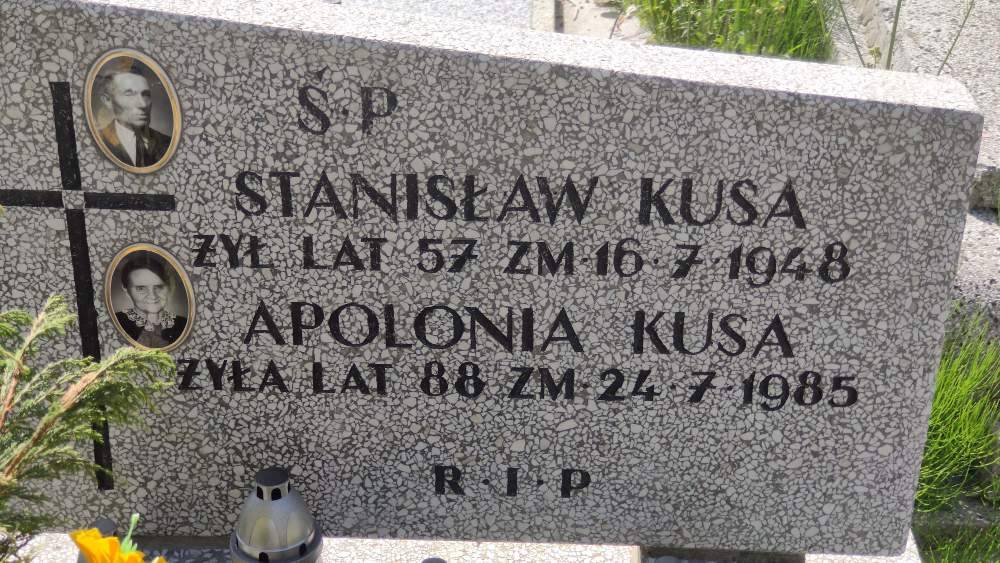 Ś·P
STANISŁAW KUSA
ŻYŁ LAT 57 ZM·16·7·1948
APOLONIA KUSA
ŻYŁA LAT 88 ZM·24·7·1985
R·I·P